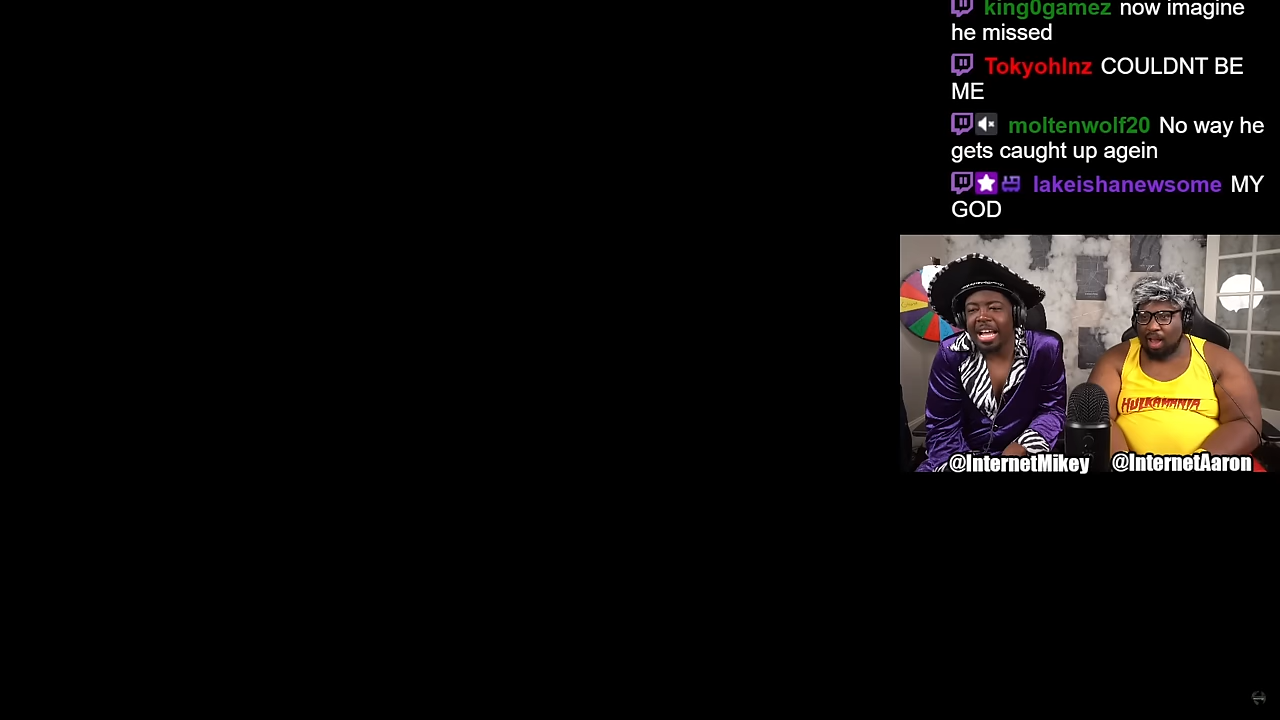 king0gamez now imagine
he missed
TokyohInz COULDNT BE
ME
moltenwolf20 No way he
gets caught up agein
lakeishanewsome MY
GOD
HULKAMANIA
@InternetMikey @InternetAaron